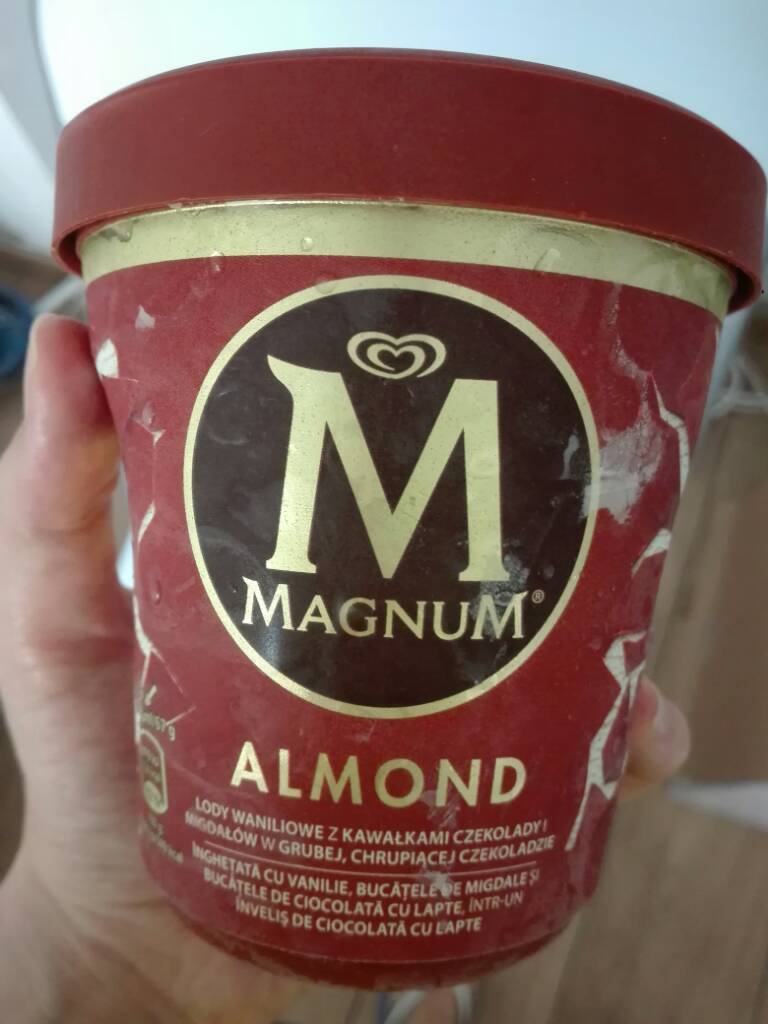 M
MAGNUM®
ALMOND
LODY WANILIOWE Z KAWAŁKAMI CZEKOLADY I
MIGDAŁÓW W GRUBEJ, CHRUPIĄCEJ CZEKOLADZIE
ÎNGHEȚATĂ CU VANILIE, BUCĂȚELE DE MIGDALE ȘI
BUCĂȚELE DE CIOCOLATĂ CU LAPTE, ÎNTR-UN
ÎNVELIȘ DE CIOCOLATĂ CU LAPTE
67 g